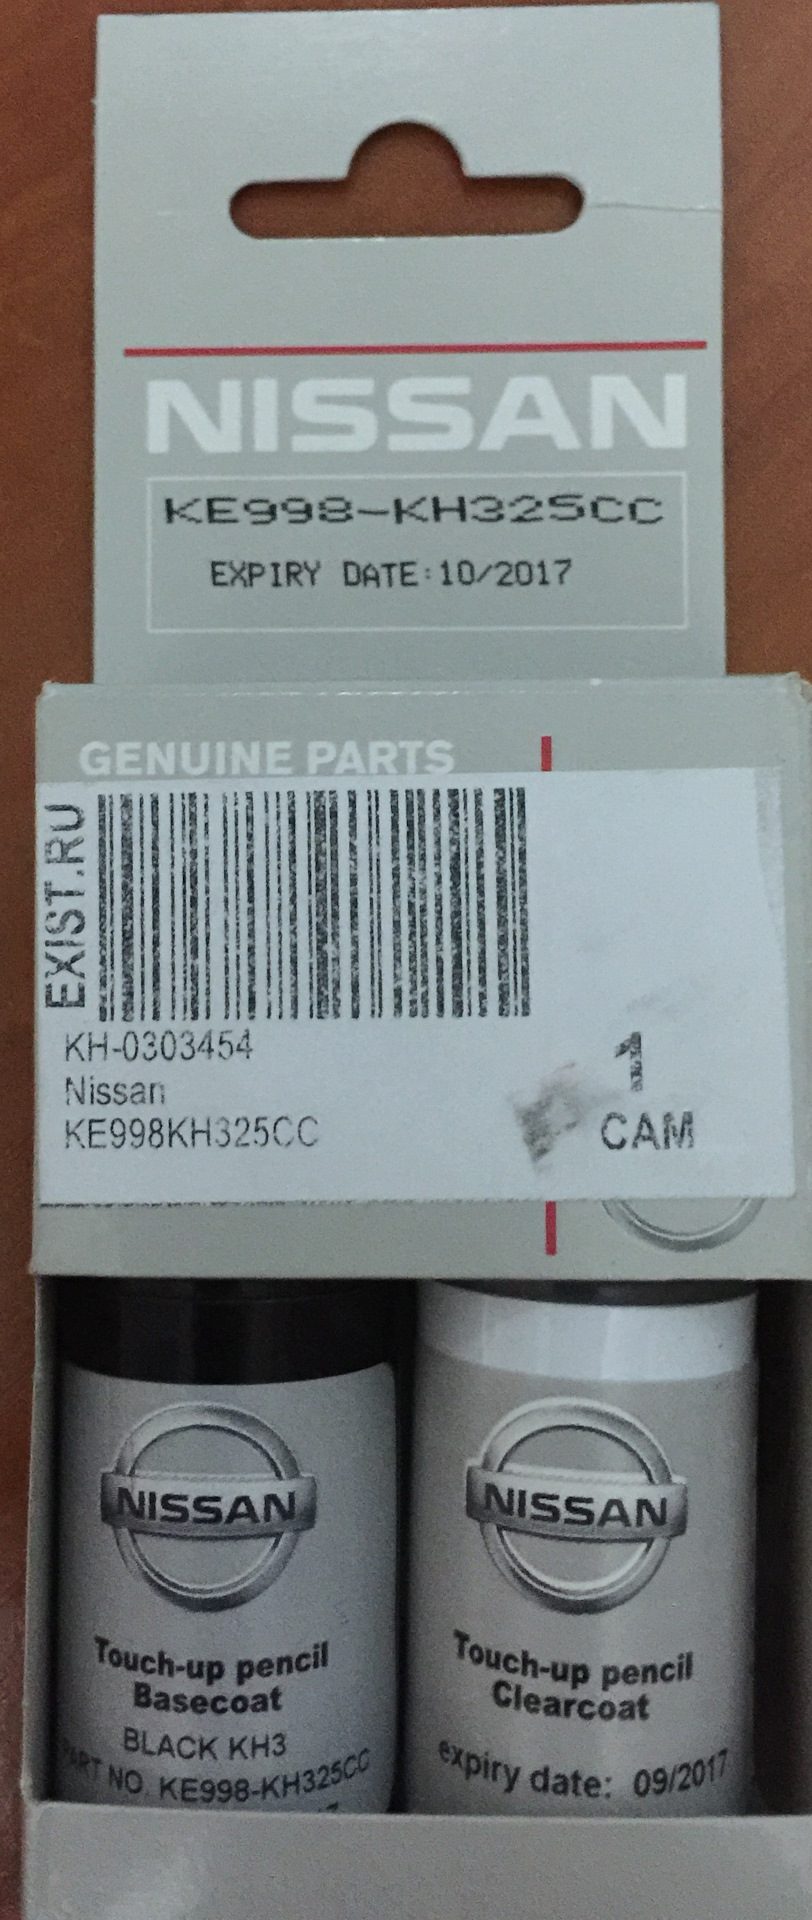 NISSAN
KE998-KH325CC
EXPIRY DATE:10/2017
GENUINE PARTS
EXIST.RU
KH-0303454
Nissan
KE998KH325CC
1
CAM
NISSAN
Touch-up pencil
Basecoat
BLACK KH3
PART NO. KE998-KH325CC
NISSAN
Touch-up pencil
Clearcoat
expiry date: 09/2017